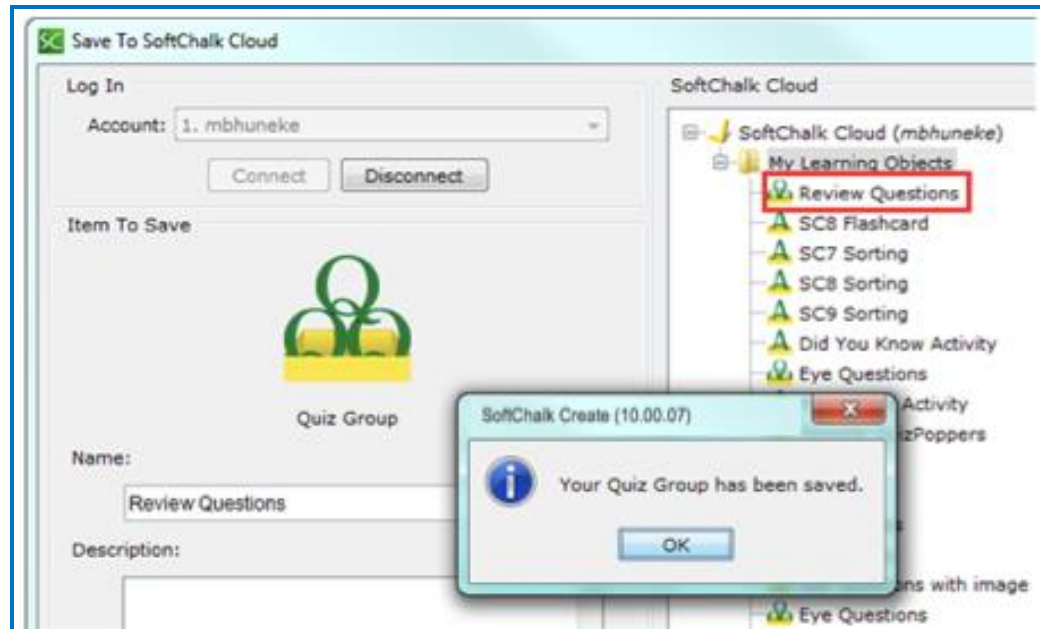 SC Save To SoftChalk Cloud
Log In
Account: 1. mbhuneke
Connect Disconnect
Item To Save
Quiz Group
Name:
Review Questions
Description:
SoftChalk Cloud
SoftChalk Cloud (mbhuneke)
My Learning Objects
Review Questions
SC8 Flashcard
SC7 Sorting
SC8 Sorting
SC9 Sorting
Did You Know Activity
Eye Questions
Activity
zPoppers
with image
Eye Questions
SoftChalk Create (10.00.07)
Your Quiz Group has been saved.
OK